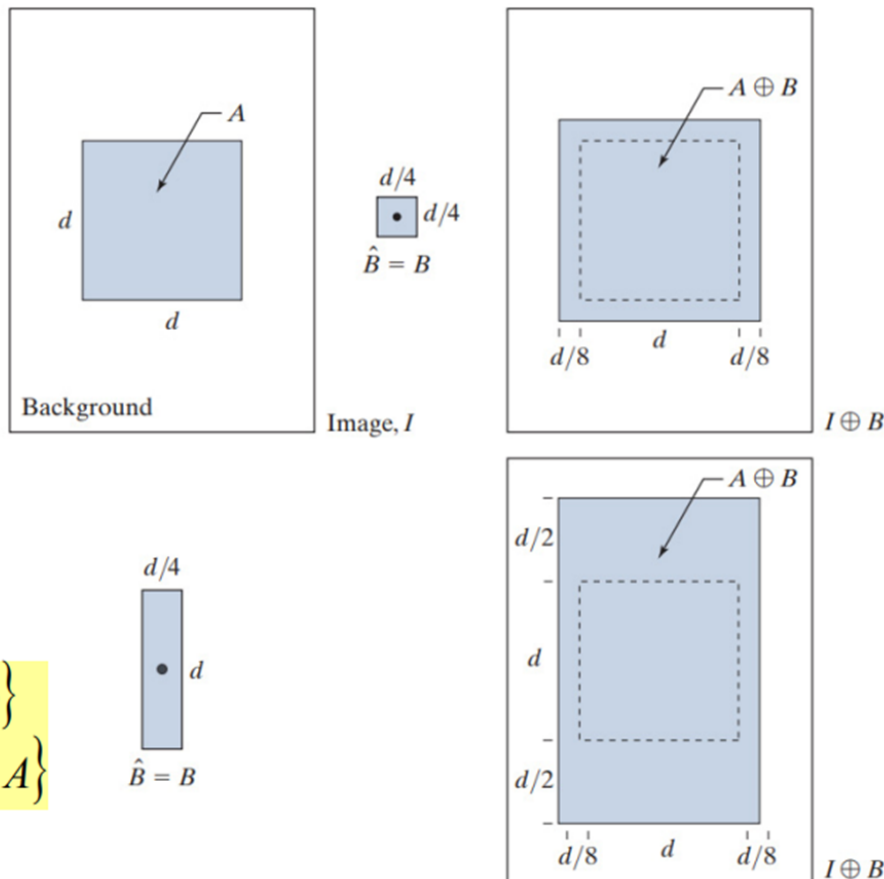 A
d
d
Background
Image, I
d/4
d/4
B̂ = B
A ⊕ B
d/8
d
d/8
I ⊕ B
d/4
d
B̂ = B
}
A}
A ⊕ B
d/2
d
d/2
d/8
d
d/8
I ⊕ B